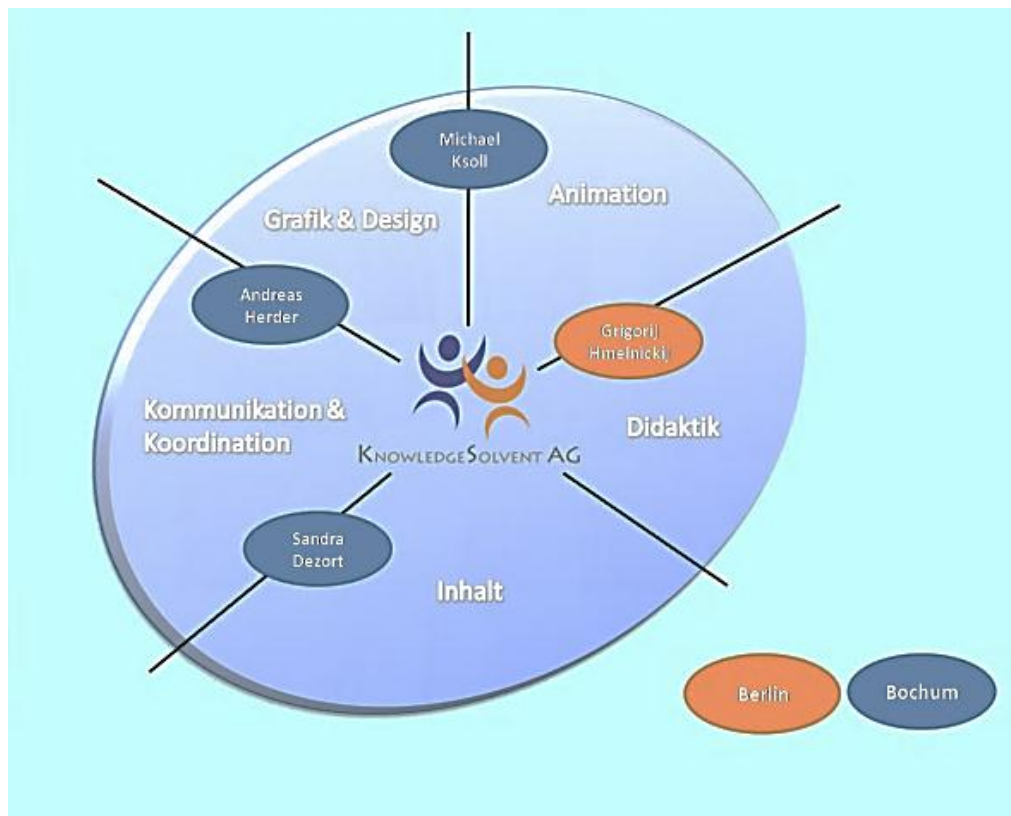 Michael
Ksoll
Animation
Grafik & Design
Andreas
Herder
Grigorij
Hmelnickij
Kommunikation &
Koordination
Didaktik
KNOWLEDGESOLVENT AG
Sandra
Dezort
Inhalt
Berlin
Bochum